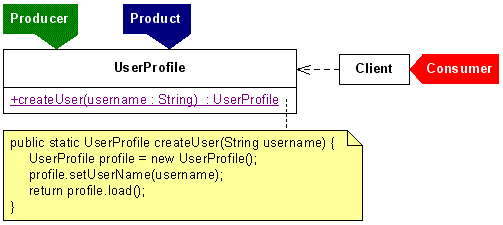 Producer
Product
UserProfile
Client
Consumer
+createUser(username : String) : UserProfile
public static UserProfile createUser(String username) {
UserProfile profile = new UserProfile();
profile.setUserName(username);
return profile.load();
}